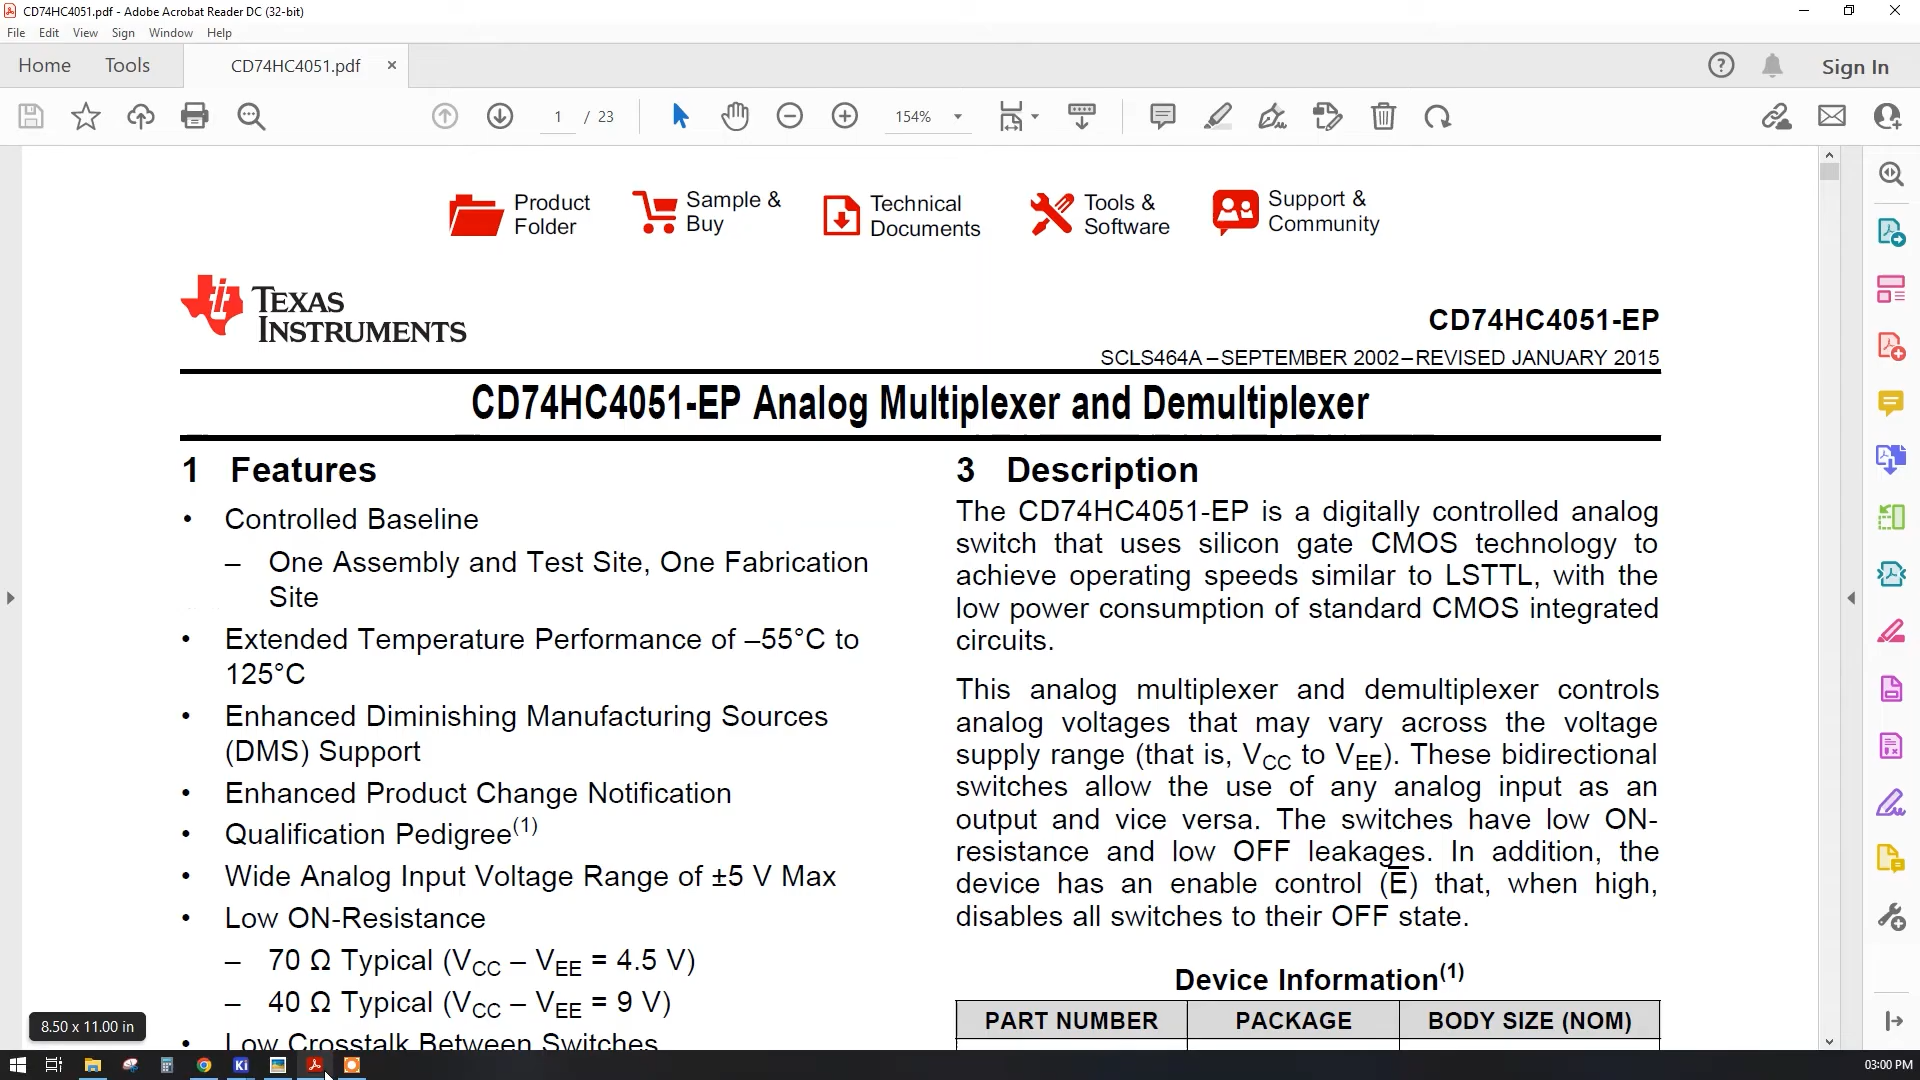 CD74HC4051.pdf - Adobe Acrobat Reader DC (32-bit)
File Edit View Sign Window Help
Home Tools CD74HC4051.pdf × Sign In
1 / 23 154%
Product Folder
Sample & Buy
Technical Documents
Tools & Software
Support & Community
TEXAS
INSTRUMENTS
CD74HC4051-EP
SCLS464A – SEPTEMBER 2002 – REVISED JANUARY 2015
CD74HC4051-EP Analog Multiplexer and Demultiplexer
1 Features
• Controlled Baseline
– One Assembly and Test Site, One Fabrication
Site
• Extended Temperature Performance of –55°C to
125°C
• Enhanced Diminishing Manufacturing Sources
(DMS) Support
• Enhanced Product Change Notification
• Qualification Pedigree(1)
• Wide Analog Input Voltage Range of ±5 V Max
• Low ON-Resistance
– 70 Ω Typical (VCC – VEE = 4.5 V)
– 40 Ω Typical (VCC – VEE = 9 V)
• Low Crosstalk Between Switches
3 Description
The CD74HC4051-EP is a digitally controlled analog
switch that uses silicon gate CMOS technology to
achieve operating speeds similar to LSTTL, with the
low power consumption of standard CMOS integrated
circuits.
This analog multiplexer and demultiplexer controls
analog voltages that may vary across the voltage
supply range (that is, VCC to VEE). These bidirectional
switches allow the use of any analog input as an
output and vice versa. The switches have low ON-
resistance and low OFF leakages. In addition, the
device has an enable control (E̅) that, when high,
disables all switches to their OFF state.
Device Information(1)
PART NUMBER PACKAGE BODY SIZE (NOM)
8.50 x 11.00 in
Ki
03:00 PM